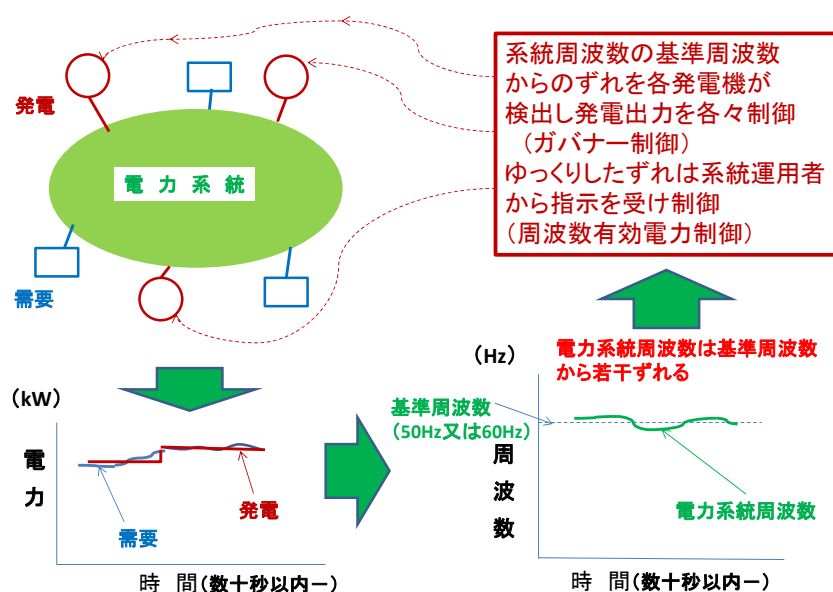 系統周波数の基準周波数
からのずれを各発電機が
検出し発電出力を各々制御
（ガバナー制御）
ゆっくりしたずれは系統運用者
から指示を受け制御
（周波数有効電力制御）
発電
電力系統
需要
（kW）
電力
需要
発電
時 間（数十秒以内ー）
（Hz）
電力系統周波数は基準周波数
から若干ずれる
基準周波数
（50Hz又は60Hz）
周波数
電力系統周波数
時 間（数十秒以内ー）